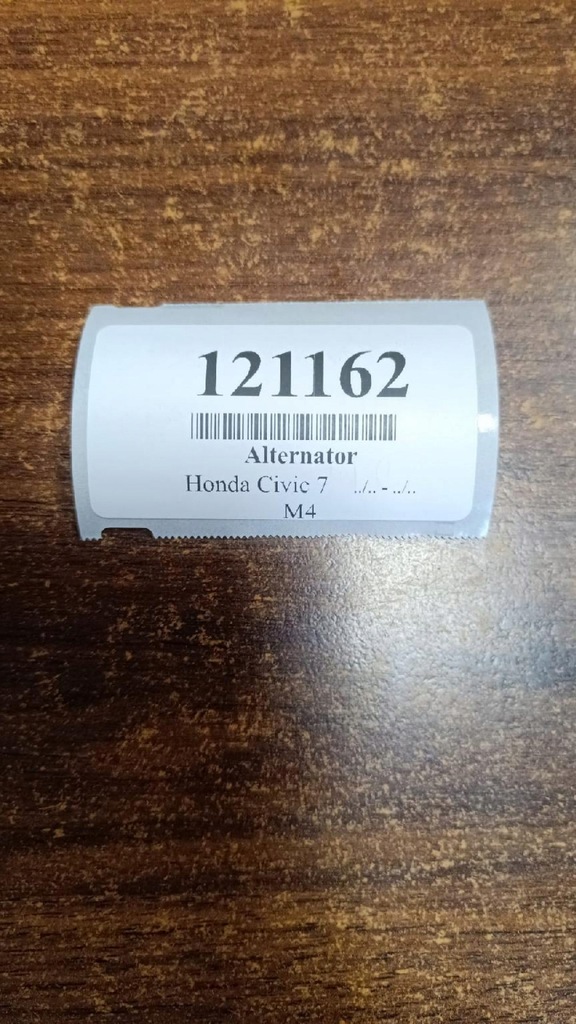 121162
Alternator
Honda Civic 7 ../.. - ../..
M4